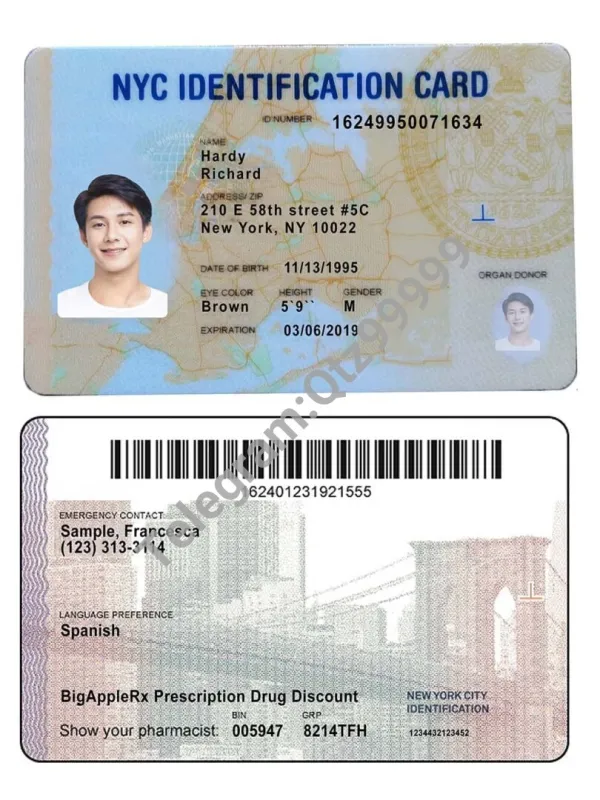 NYC IDENTIFICATION CARD
ID NUMBER 16249950071634
NAME
Hardy
Richard
ADDRESS/ ZIP
210 E 58th street #5C
New York, NY 10022
DATE OF BIRTH 11/13/1995
ORGAN DONOR
EYE COLOR HEIGHT GENDER
Brown 5`9`` M
EXPIRATION 03/06/2019
Telegram:Qtz99999
162401231921555
EMERGENCY CONTACT
Sample, Francesca
(123) 313-3114
LANGUAGE PREFERENCE
Spanish
BigAppleRx Prescription Drug Discount
NEW YORK CITY
IDENTIFICATION
BIN GRP
Show your pharmacist: 005947 8214TFH
1234432123452